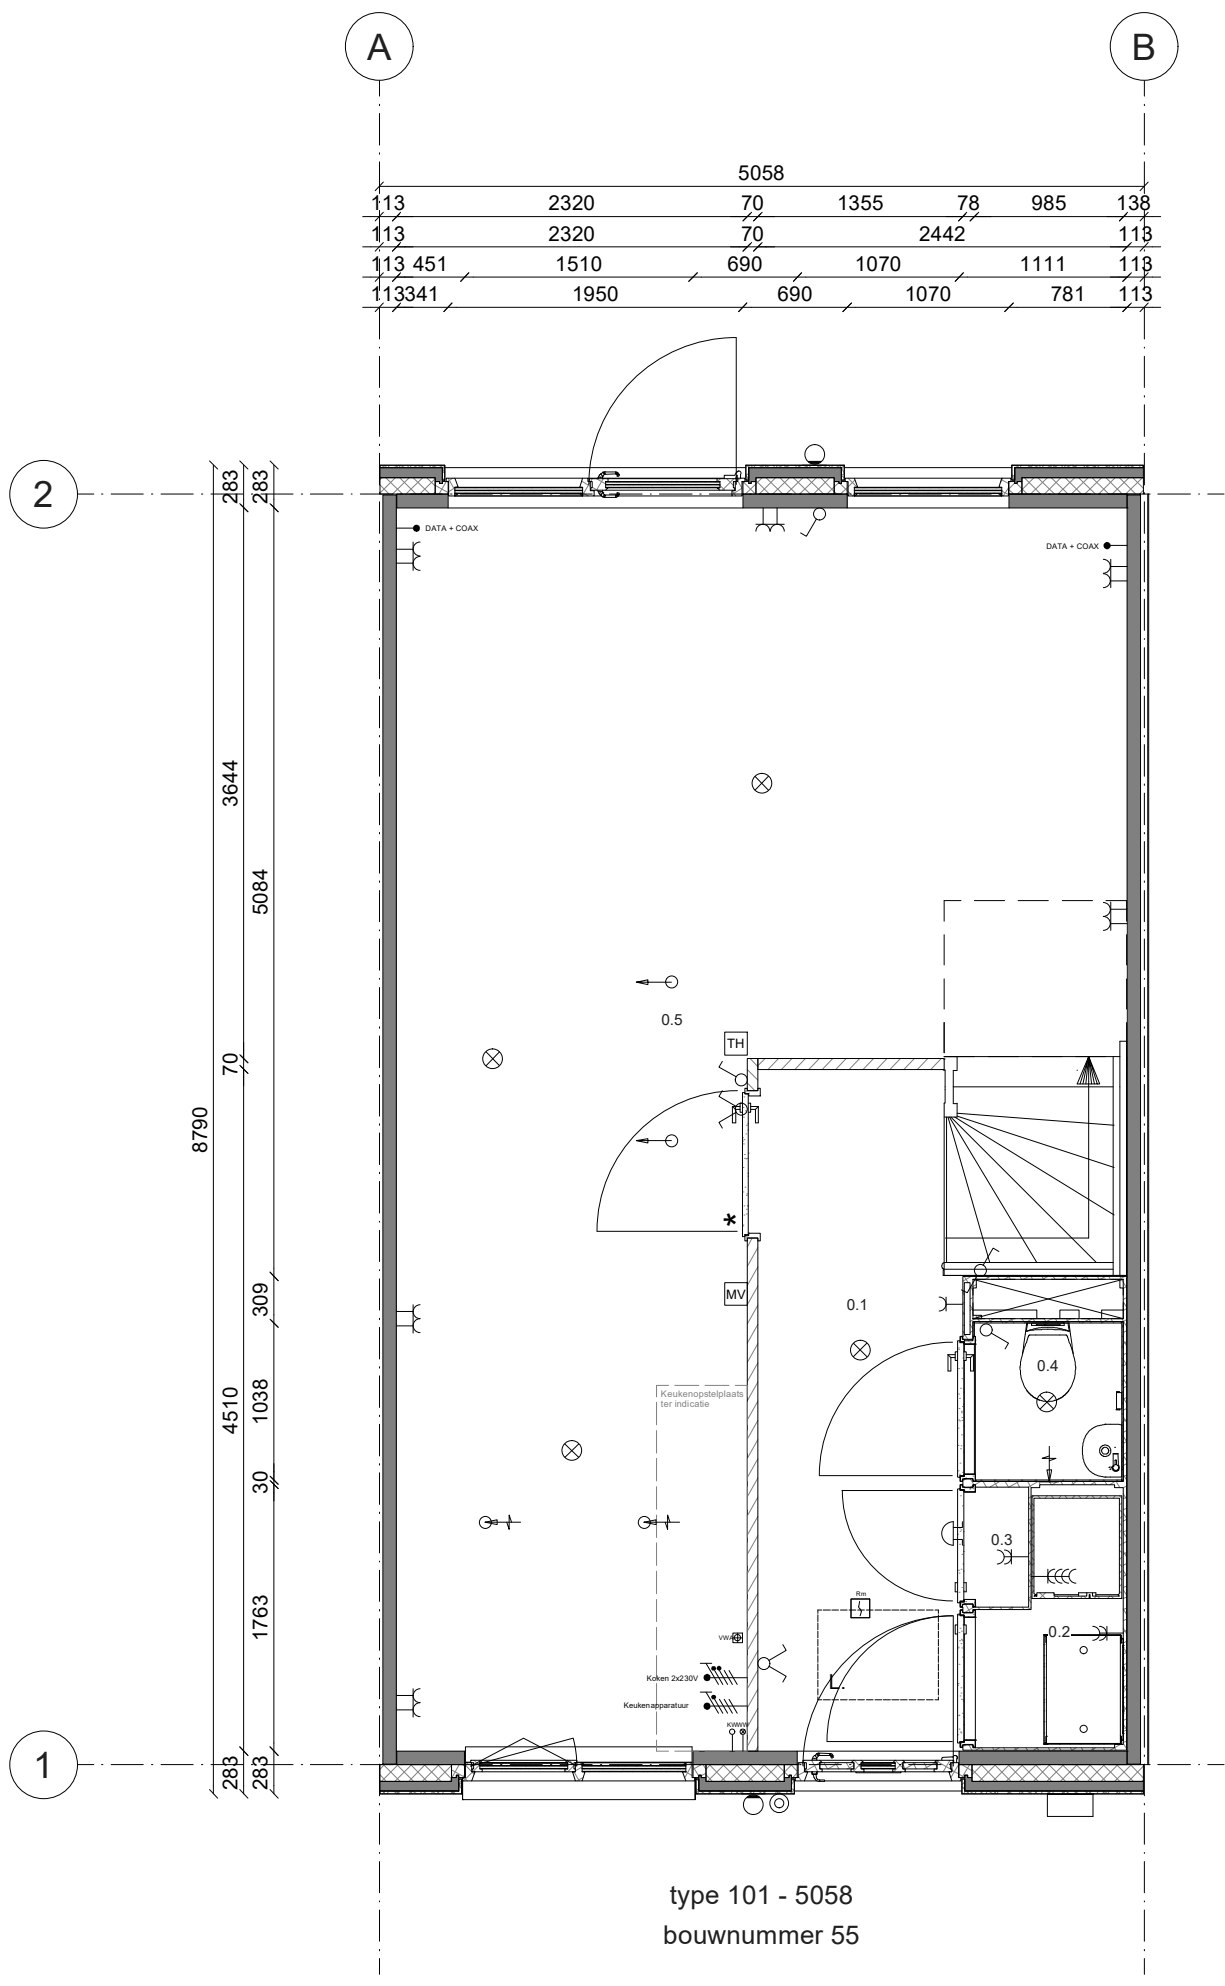 A B
5058
113 2320 70 1355 78 985 138
113 2320 70 2442 113
113 451 1510 690 1070 1111 113
113 341 1950 690 1070 781 113
2
283 283
DATA + COAX
DATA + COAX
3644
5084
0.5
TH
70
8790
*
309
MV
0.1
0.4
1038
4510
Keukenopstelplaats
ter indicatie
30
0.3
Rm
1763
0.2
Koken 2x230V
L.
Keukenapparatuur
1
283 283
type 101 - 5058
bouwnummer 55